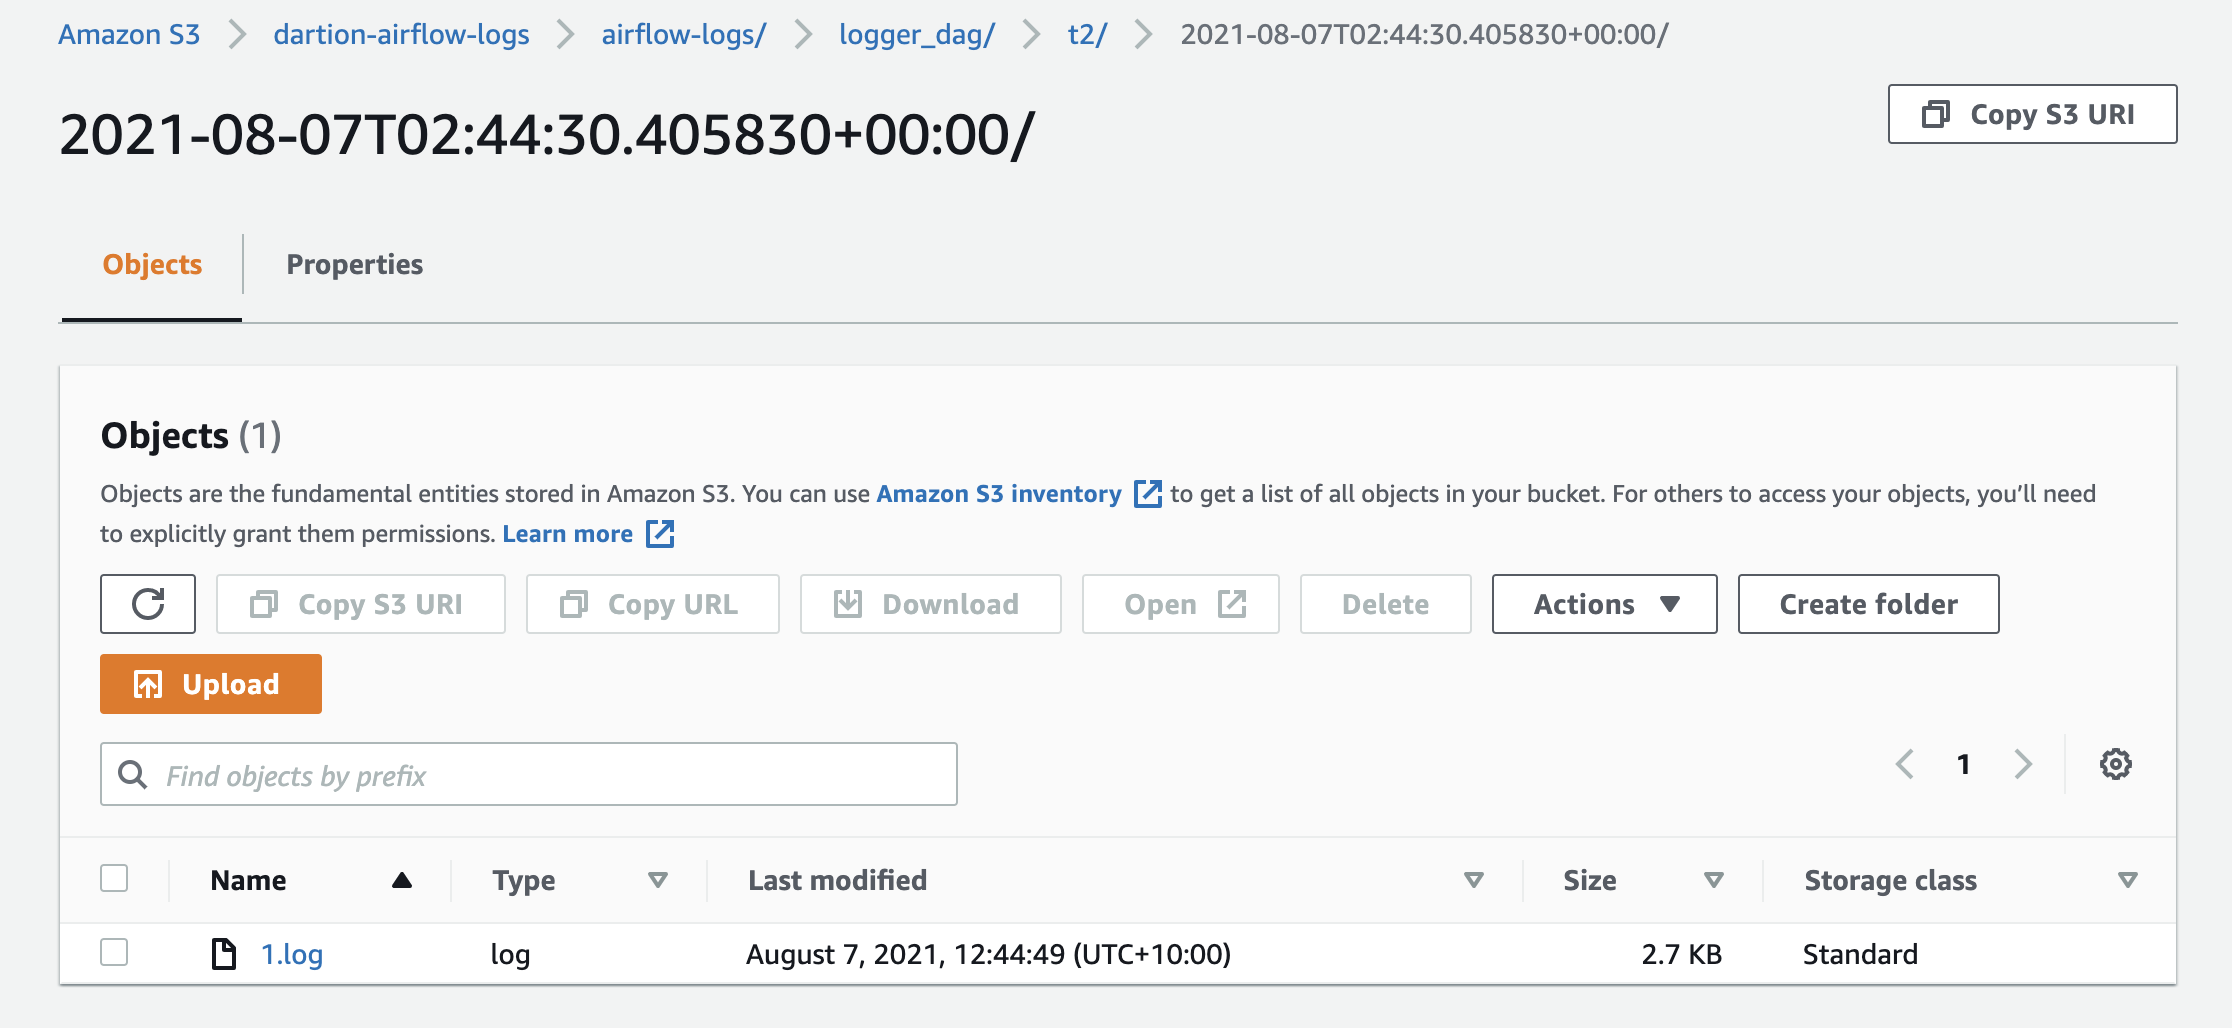 Amazon S3 dartion-airflow-logs airflow-logs/ logger_dag/ t2/ 2021-08-07T02:44:30.405830+00:00/
2021-08-07T02:44:30.405830+00:00/
Copy S3 URI
Objects Properties
Objects (1)
Objects are the fundamental entities stored in Amazon S3. You can use Amazon S3 inventory to get a list of all objects in your bucket. For others to access your objects, you’ll need
to explicitly grant them permissions. Learn more
Copy S3 URI Copy URL Download Open Delete Actions Create folder
Upload
Find objects by prefix
1
Name Type Last modified Size Storage class
1.log log August 7, 2021, 12:44:49 (UTC+10:00) 2.7 KB Standard